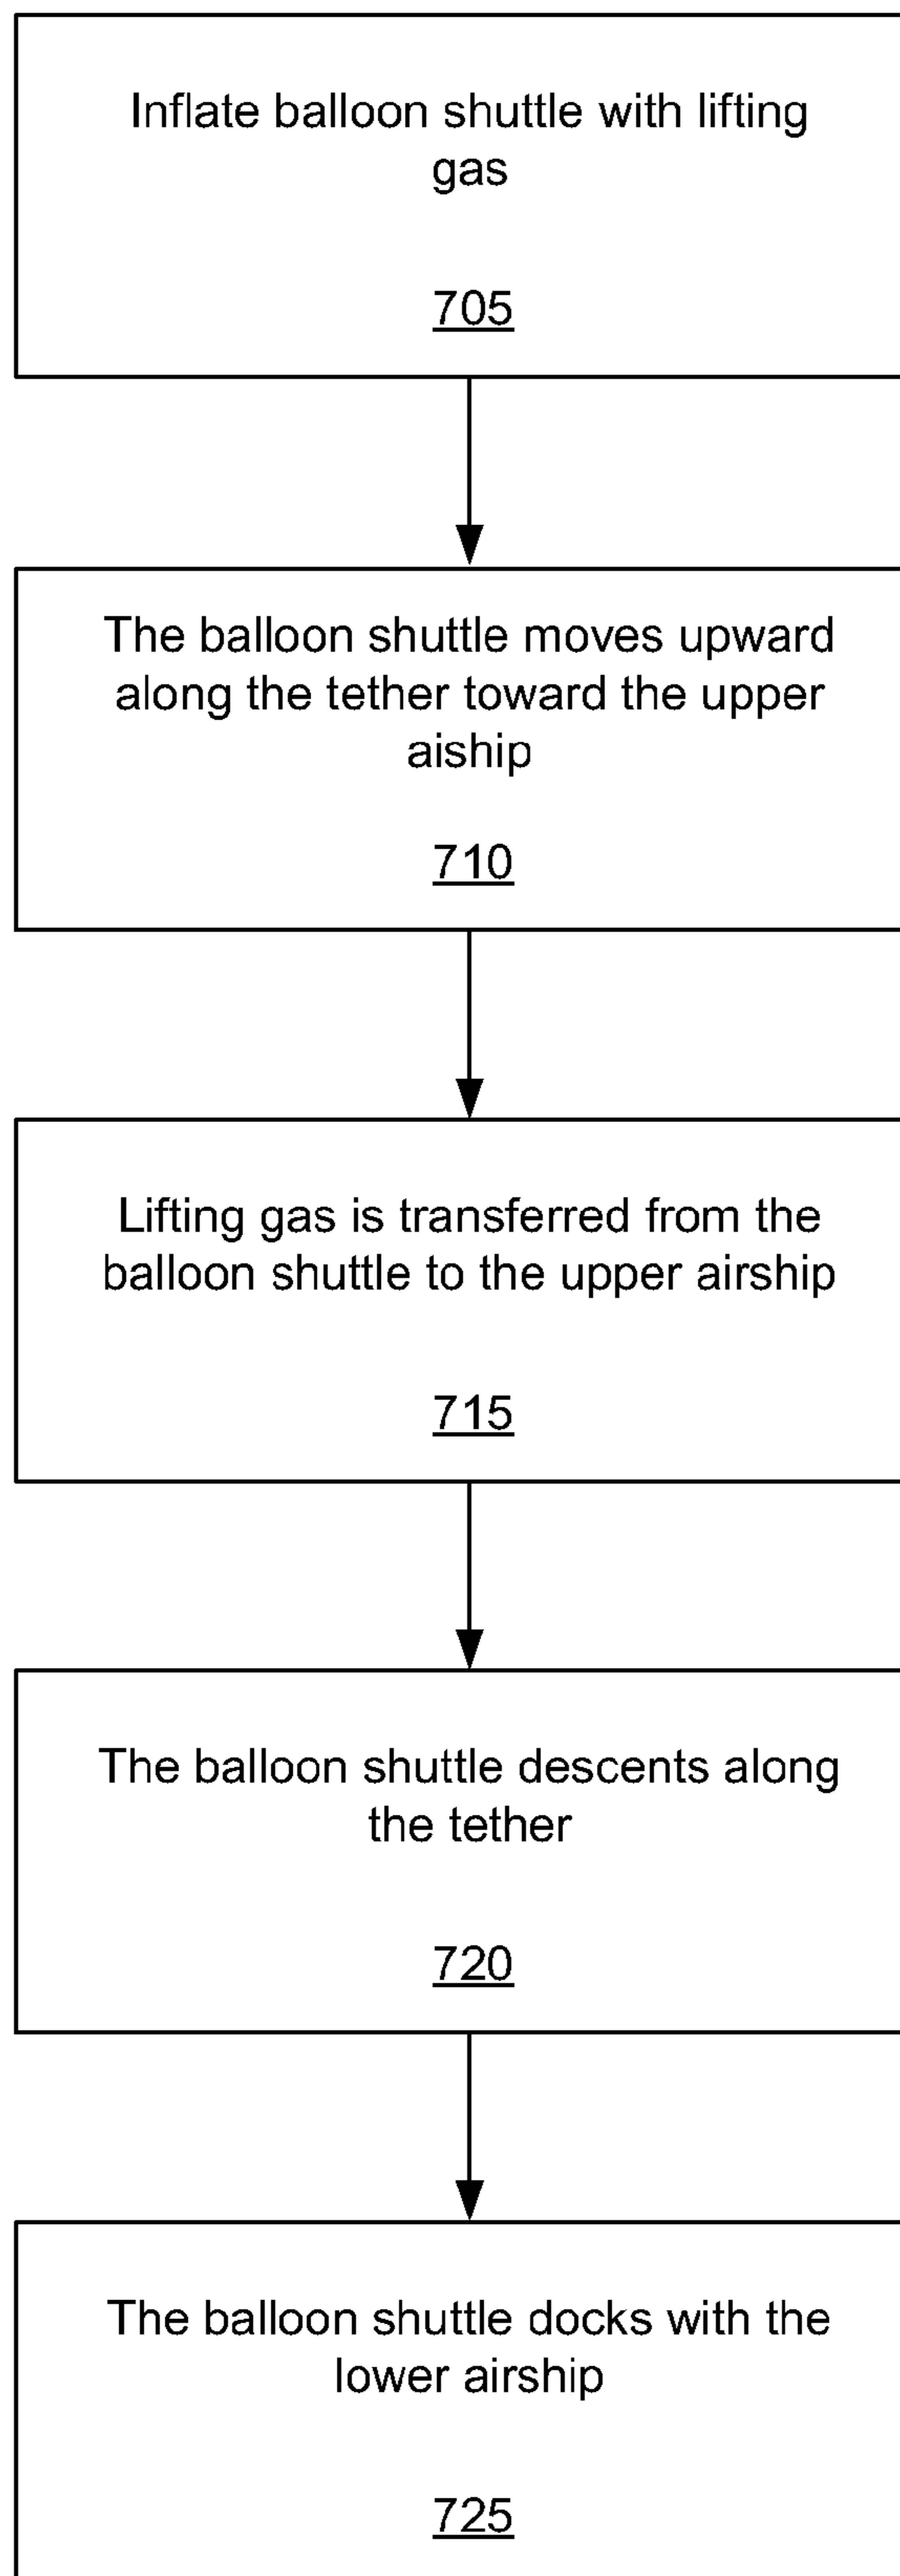 Inflate balloon shuttle with lifting
gas
705
The balloon shuttle moves upward
along the tether toward the upper
aiship
710
Lifting gas is transferred from the
balloon shuttle to the upper airship
715
The balloon shuttle descents along
the tether
720
The balloon shuttle docks with the
lower airship
725